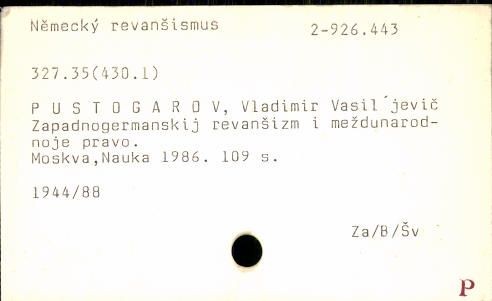 Německý revanšismus
2-926.443
327.35(430.1)
P U S T O G A R O V, Vladimir Vasil´jevič
Zapadnogermanskij revanšizm i meždunarod-
noje pravo.
Moskva,Nauka 1986. 109 s.
1944/88
Za/B/Šv
P